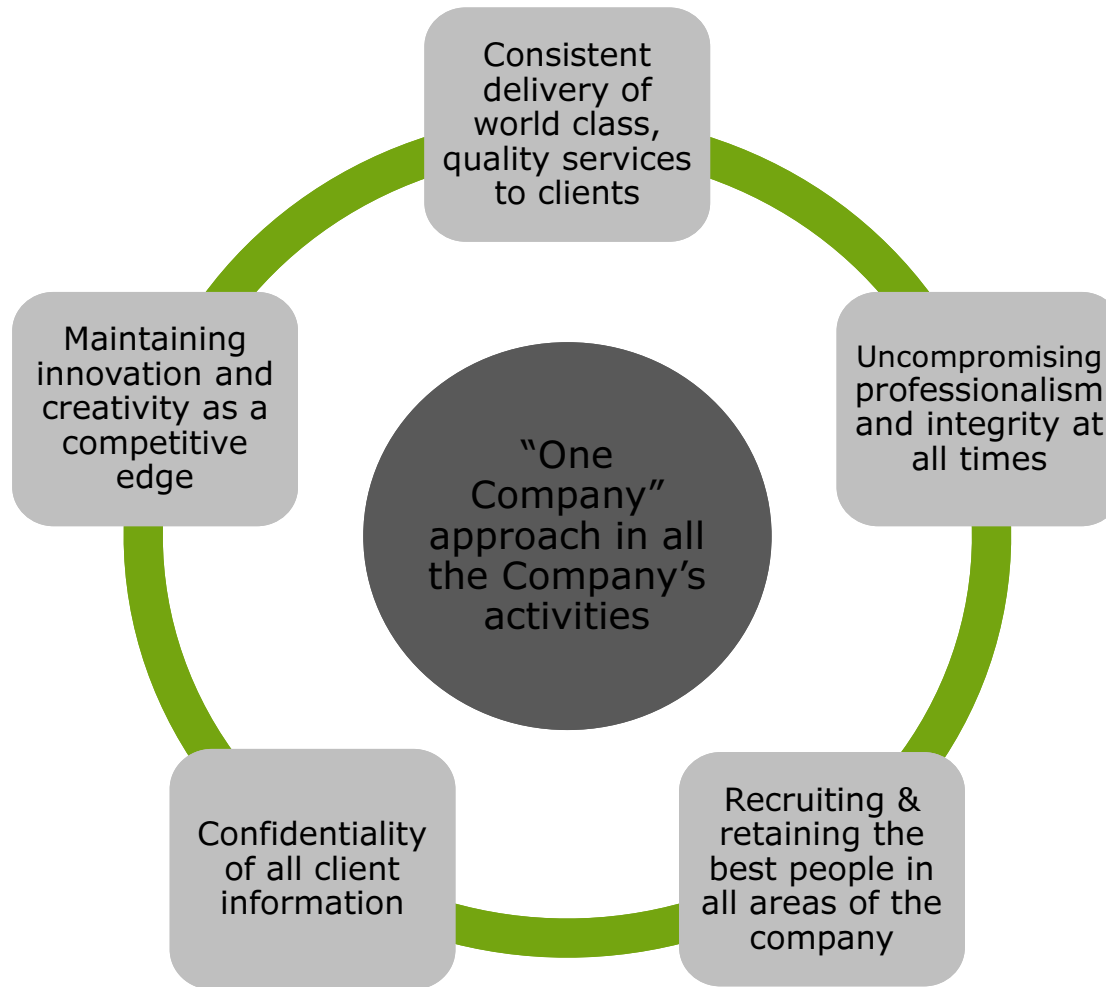 Consistent
delivery of
world class,
quality services
to clients
Uncompromising
professionalism
and integrity at
all times
Recruiting &
retaining the
best people in
all areas of the
company
Confidentiality
of all client
information
Maintaining
innovation and
creativity as a
competitive
edge
“One
Company”
approach in all
the Company’s
activities